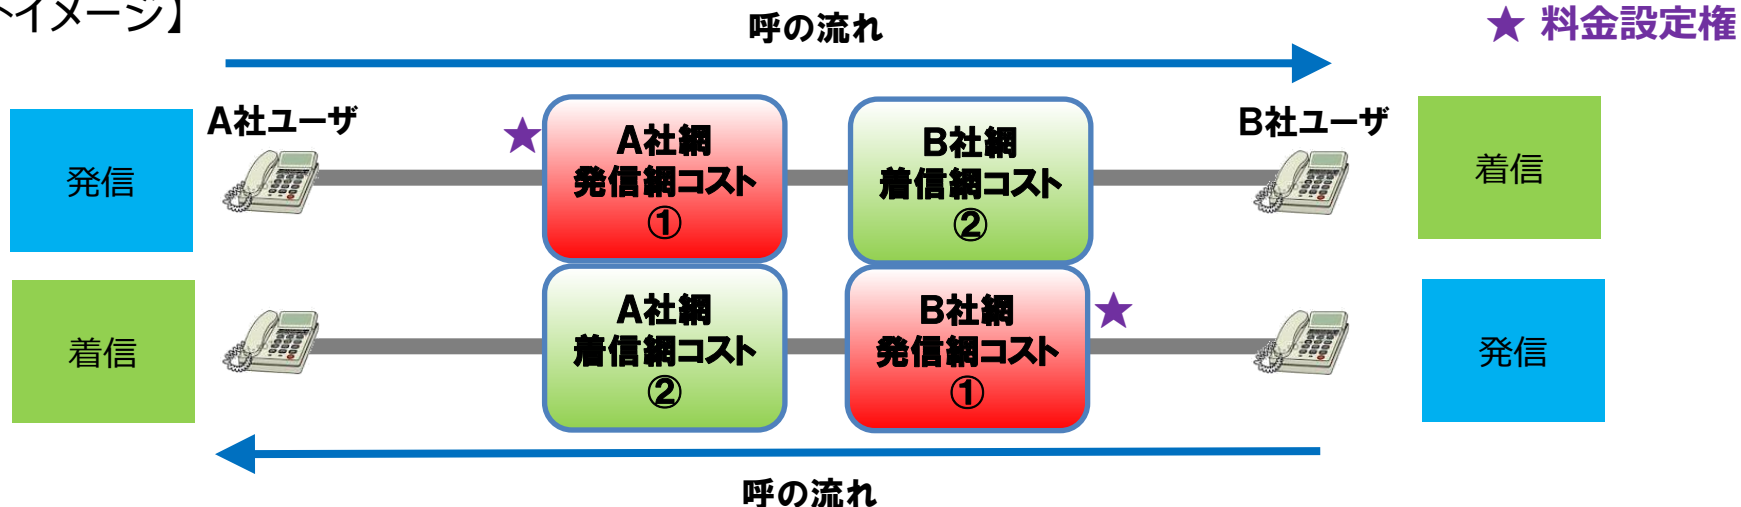 トイメージ】
呼の流れ
★ 料金設定権
発信
A社ユーザ
★
A社網
発信網コスト
①
B社網
着信網コスト
②
B社ユーザ
着信
着信
A社網
着信網コスト
②
B社網
発信網コスト
①
★
発信
呼の流れ